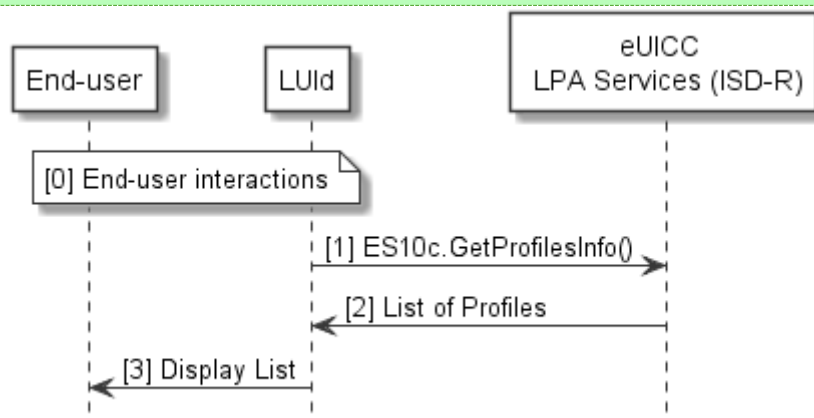 End-user
LUId
eUICC
LPA Services (ISD-R)
[0] End-user interactions
[1] ES10c.GetProfilesInfo()
[2] List of Profiles
[3] Display List